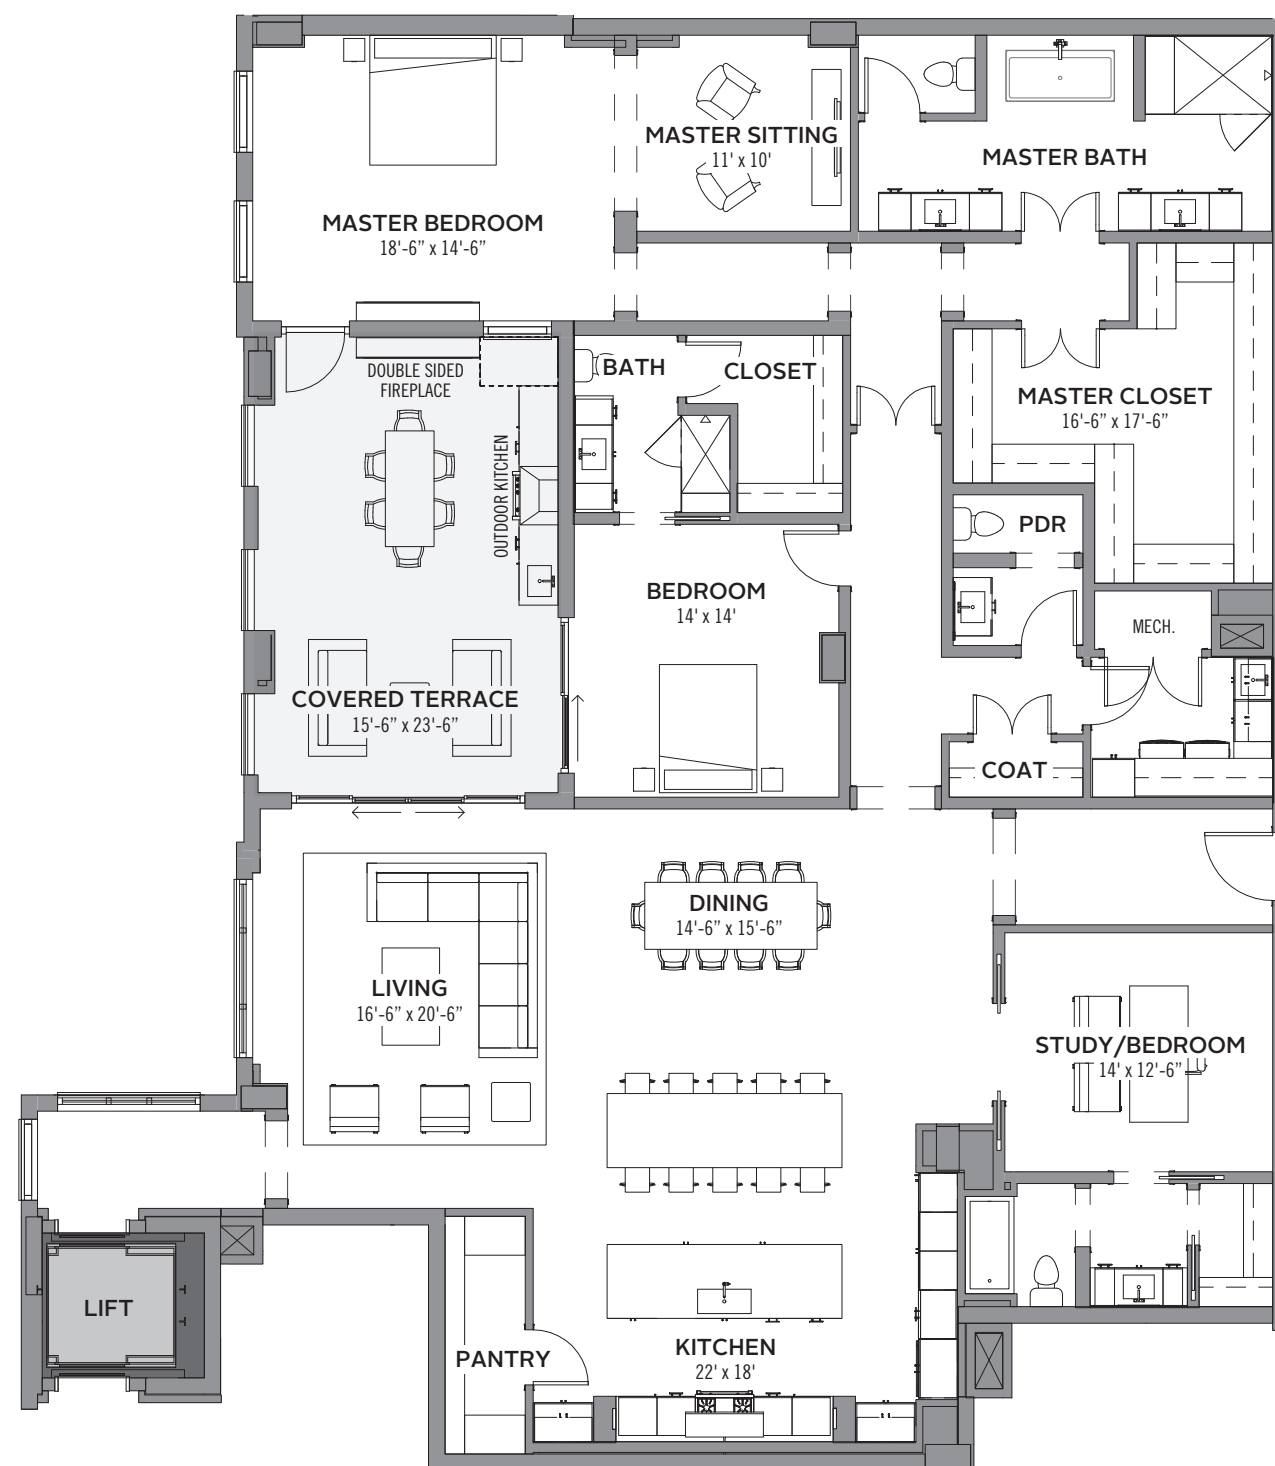 MASTER SITTING
11' x 10'
MASTER BATH
MASTER BEDROOM
18'-6” x 14'-6”
DOUBLE SIDED
FIREPLACE
BATH
CLOSET
MASTER CLOSET
16'-6” x 17'-6”
OUTDOOR KITCHEN
PDR
BEDROOM
14' x 14'
MECH.
COVERED TERRACE
15'-6” x 23'-6”
COAT
DINING
14'-6” x 15'-6”
LIVING
16'-6” x 20'-6”
STUDY/BEDROOM
14' x 12'-6”
LIFT
PANTRY
KITCHEN
22' x 18'